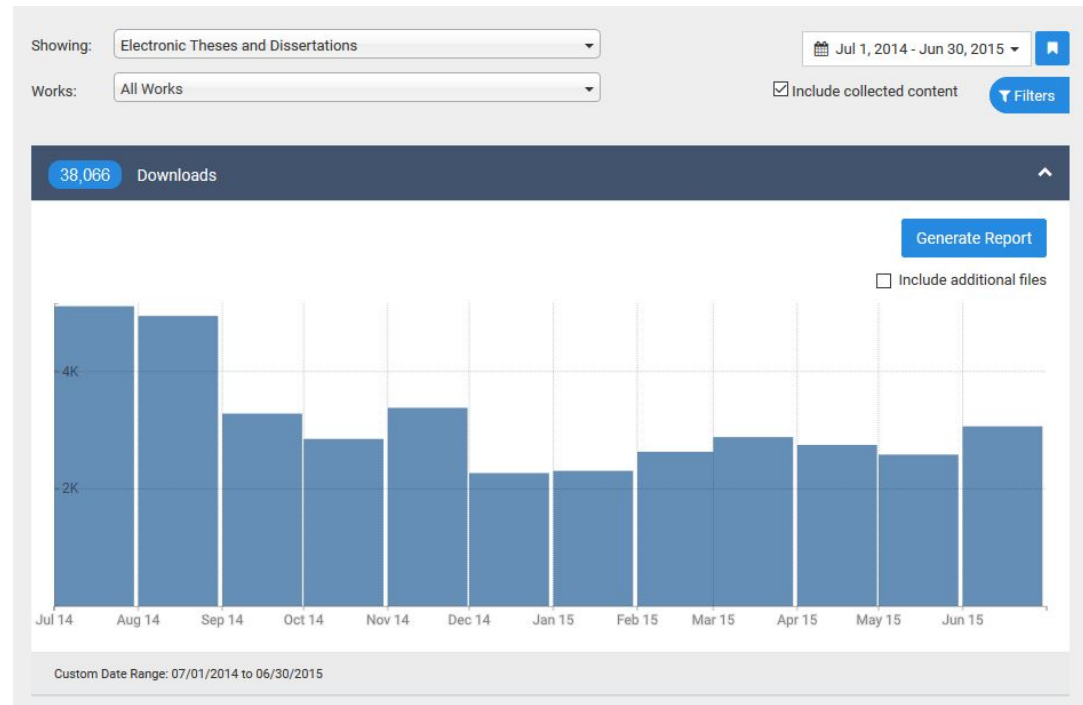 Showing: Electronic Theses and Dissertations
Jul 1, 2014 - Jun 30, 2015
Works: All Works
Include collected content
Filters
38,066 Downloads
Generate Report
Include additional files
4K
2K
Jul 14 Aug 14 Sep 14 Oct 14 Nov 14 Dec 14 Jan 15 Feb 15 Mar 15 Apr 15 May 15 Jun 15
Custom Date Range: 07/01/2014 to 06/30/2015